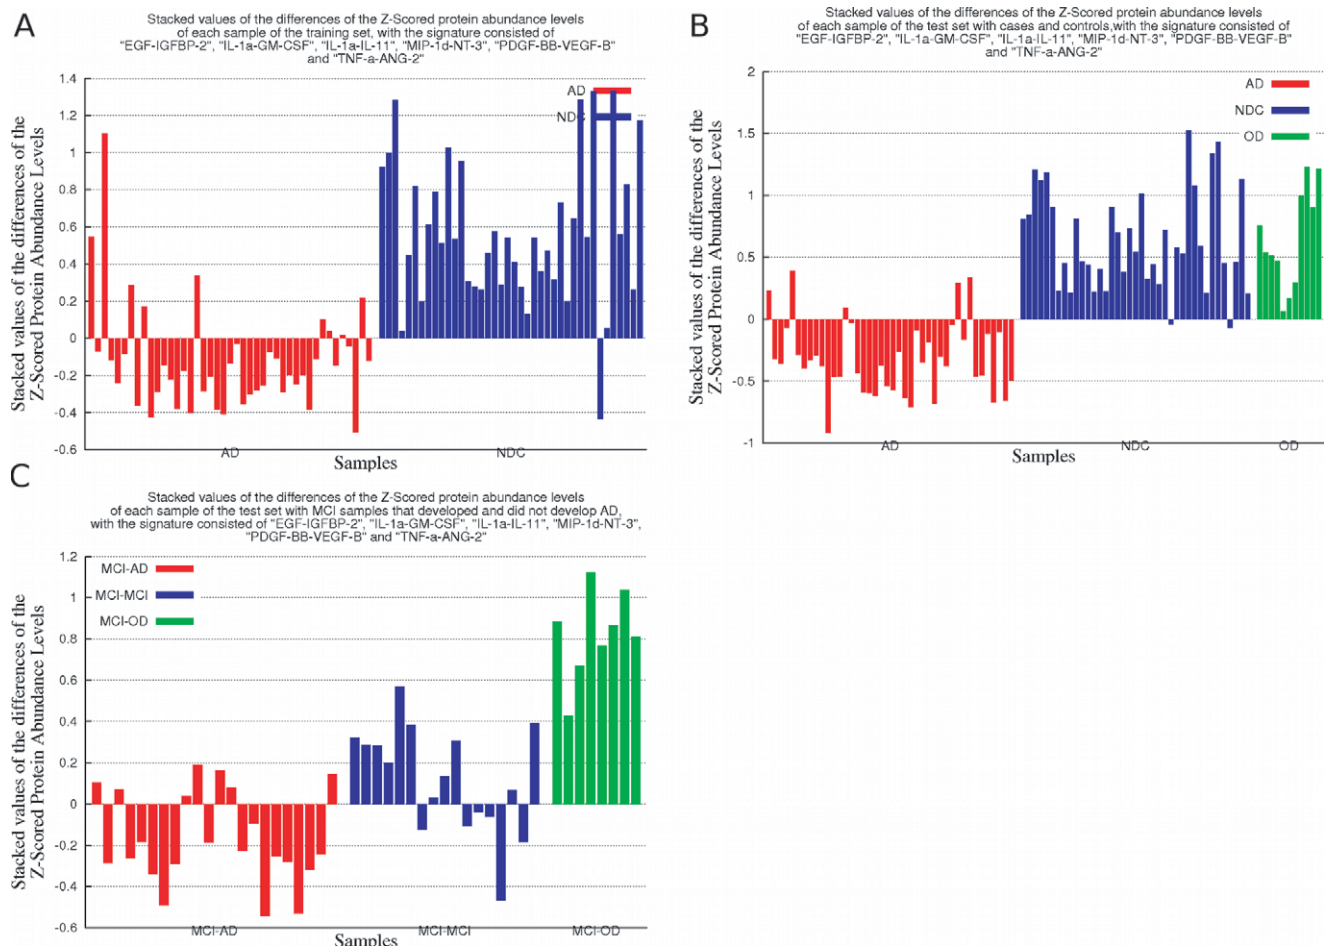 A
Stacked values of the differences of the Z-Scored protein abundance levels
of each sample of the training set, with the signature consisted of
"EGF-IGFBP-2", "IL-1a-GM-CSF", "IL-1a-IL-11", "MIP-1d-NT-3", "PDGF-BB-VEGF-B"
and "TNF-a-ANG-2"
Stacked values of the differences of the
Z-Scored Protein Abundance Levels
1.4
1.2
1
0.8
0.6
0.4
0.2
0
-0.2
-0.4
-0.6
AD
NDC
AD
NDC
Samples
B
Stacked values of the differences of the Z-Scored protein abundance levels
of each sample of the test set with cases and controls,with the signature consisted of
"EGF-IGFBP-2", "IL-1a-GM-CSF", "IL-1a-IL-11", "MIP-1d-NT-3", "PDGF-BB-VEGF-B"
and "TNF-a-ANG-2"
Stacked values of the differences of the
Z-Scored Protein Abundance Levels
2
1.5
1
0.5
0
-0.5
-1
AD
NDC
OD
AD
NDC
OD
Samples
C
Stacked values of the differences of the Z-Scored protein abundance levels
of each sample of the test set with MCI samples that developed and did not develop AD,
with the signature consisted of "EGF-IGFBP-2", "IL-1a-GM-CSF", "IL-1a-IL-11", "MIP-1d-NT-3",
"PDGF-BB-VEGF-B" and "TNF-a-ANG-2"
Stacked values of the differences of the
Z-Scored Protein Abundance Levels
1.2
1
0.8
0.6
0.4
0.2
0
-0.2
-0.4
-0.6
MCI-AD
MCI-MCI
MCI-OD
MCI-AD
MCI-MCI
MCI-OD
Samples